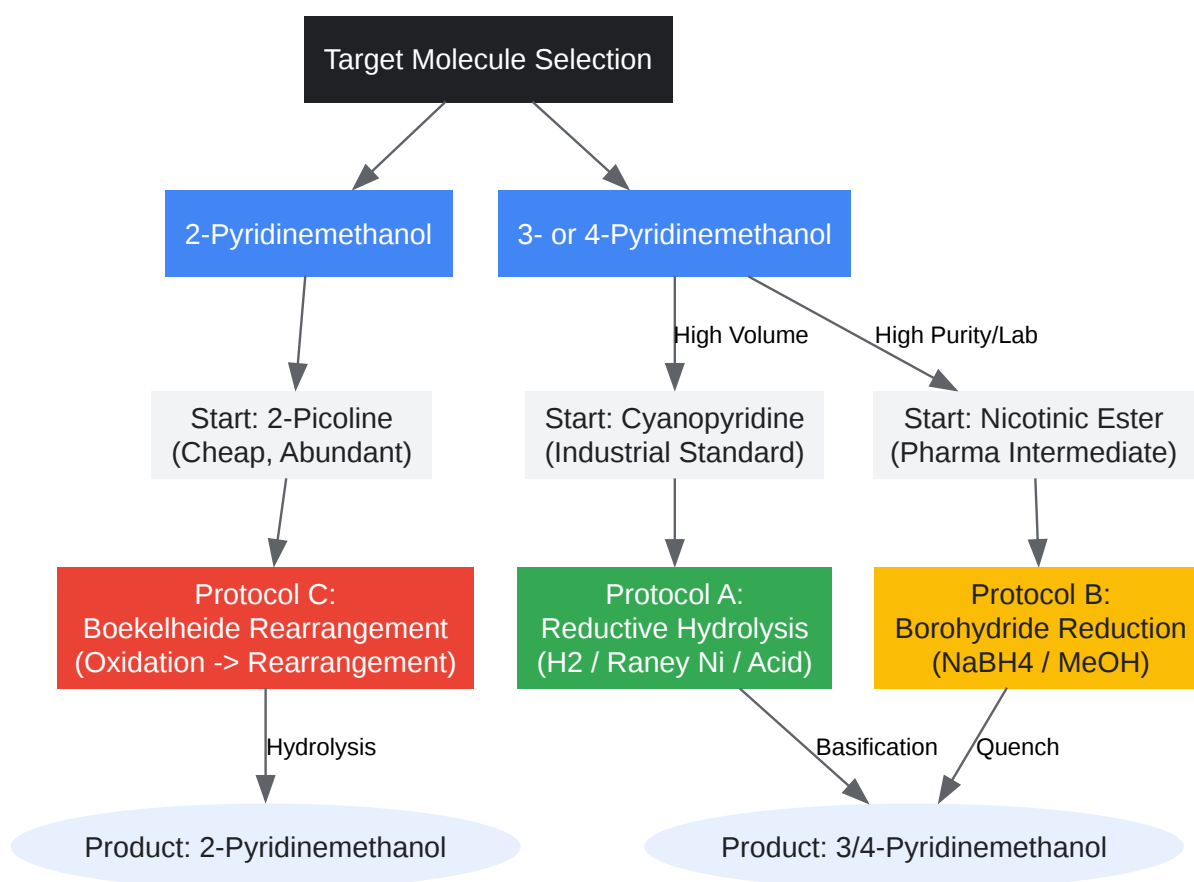 Target Molecule Selection
2-Pyridinemethanol
3- or 4-Pyridinemethanol
High Volume
High Purity/Lab
Start: 2-Picoline
(Cheap, Abundant)
Start: Cyanopyridine
(Industrial Standard)
Start: Nicotinic Ester
(Pharma Intermediate)
Protocol C:
Boekelheide Rearrangement
(Oxidation -> Rearrangement)
Protocol A:
Reductive Hydrolysis
(H2 / Raney Ni / Acid)
Protocol B:
Borohydride Reduction
(NaBH4 / MeOH)
Hydrolysis
Basification
Quench
Product: 2-Pyridinemethanol
Product: 3/4-Pyridinemethanol